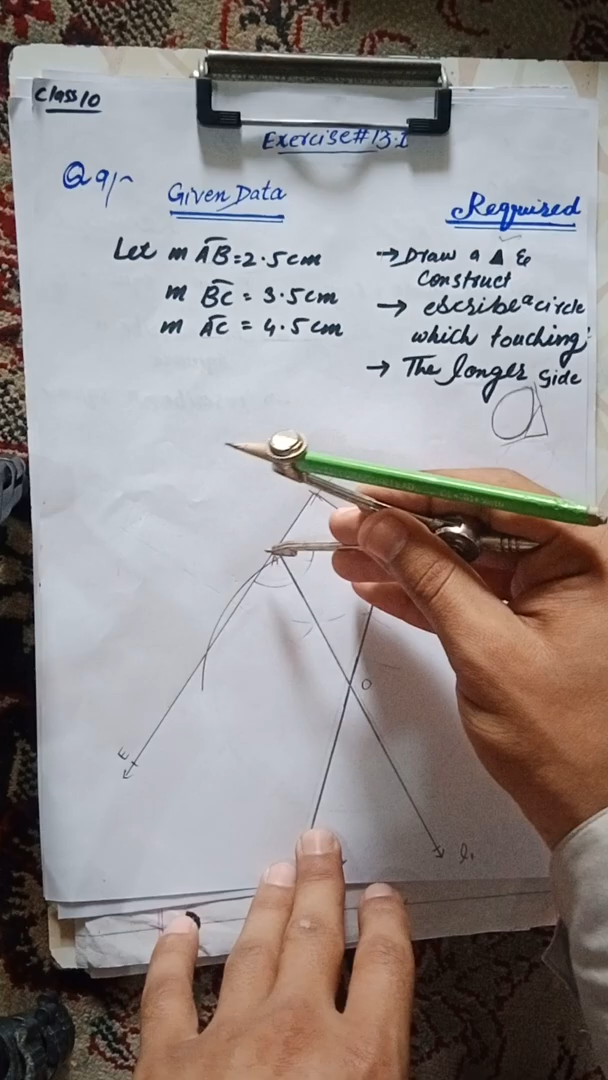 Class 10
Exercise#13.1
Q 9/-
Given Data
Required
Let m AB=2.5cm
m BC = 3.5cm
m AC = 4.5cm
→Draw a Δ &
Construct
→ escribe a circle
which touching
→ The longer side
O
E
l₁